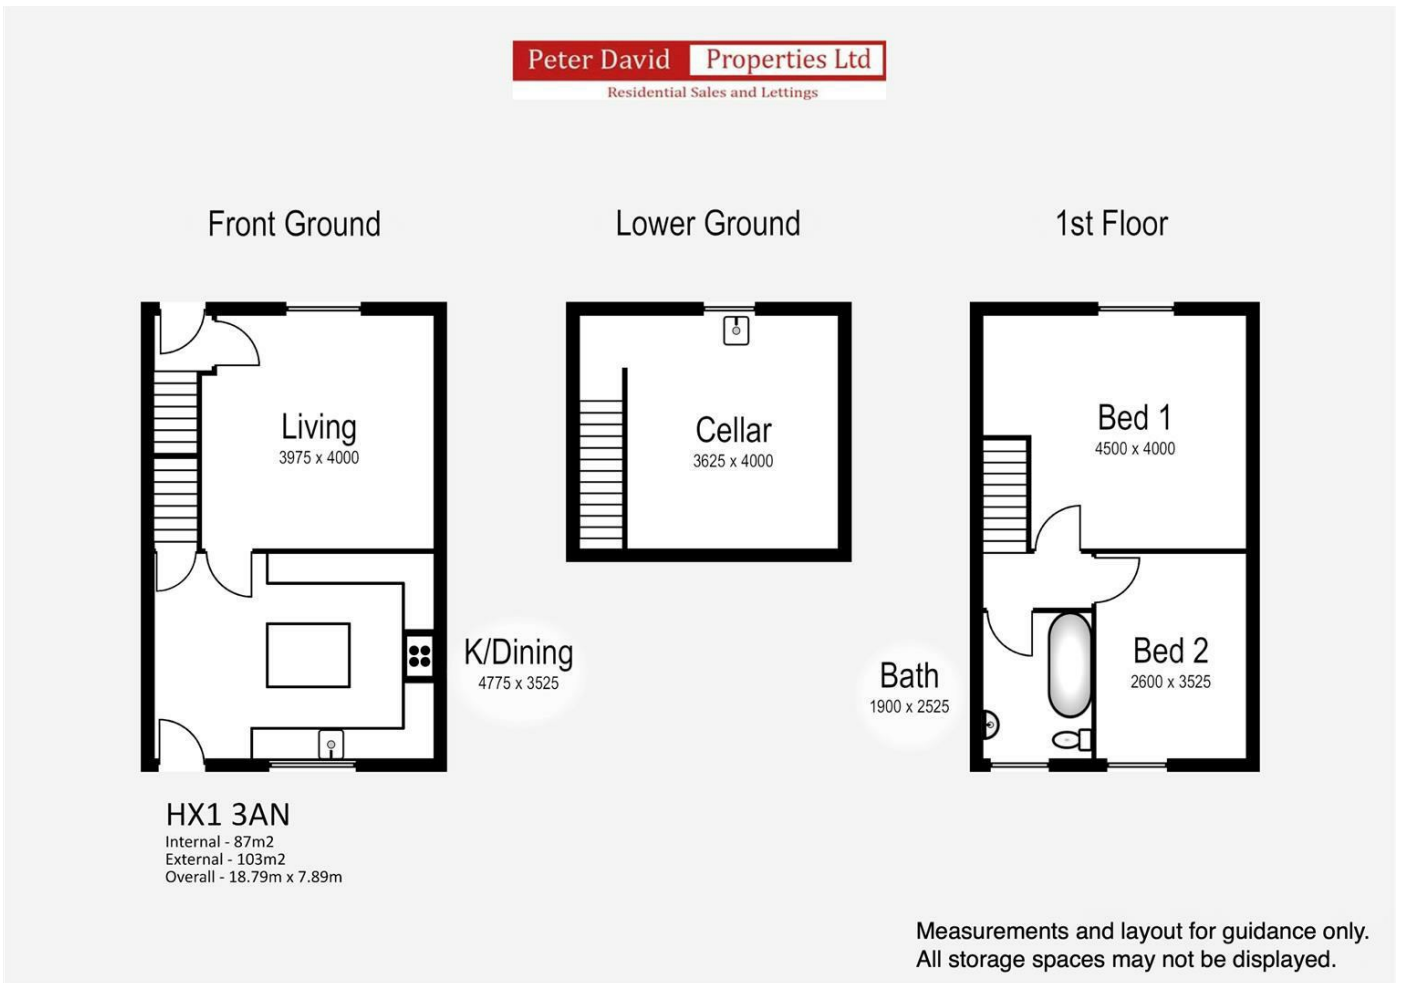 Peter David Properties Ltd
Residential Sales and Lettings
Front Ground
Lower Ground
1st Floor
Living
3975 x 4000
Cellar
3625 x 4000
Bed 1
4500 x 4000
K/Dining
4775 x 3525
Bath
1900 x 2525
Bed 2
2600 x 3525
HX1 3AN
Internal - 87m2
External - 103m2
Overall - 18.79m x 7.89m
Measurements and layout for guidance only.
All storage spaces may not be displayed.